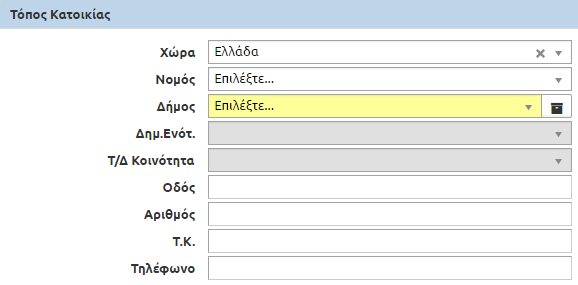 Τόπος Κατοικίας
Χώρα Ελλάδα
Νομός Επιλέξτε...
Δήμος Επιλέξτε...
Δημ.Ενότ.
Τ/Δ Κοινότητα
Οδός
Αριθμός
Τ.Κ.
Τηλέφωνο